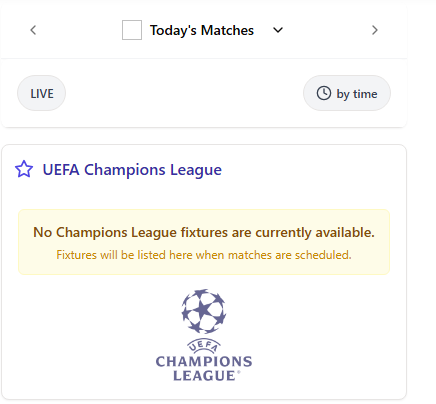 Today's Matches
LIVE
by time
UEFA Champions League
No Champions League fixtures are currently available.
Fixtures will be listed here when matches are scheduled.
UEFA
CHAMPIONS
LEAGUE®